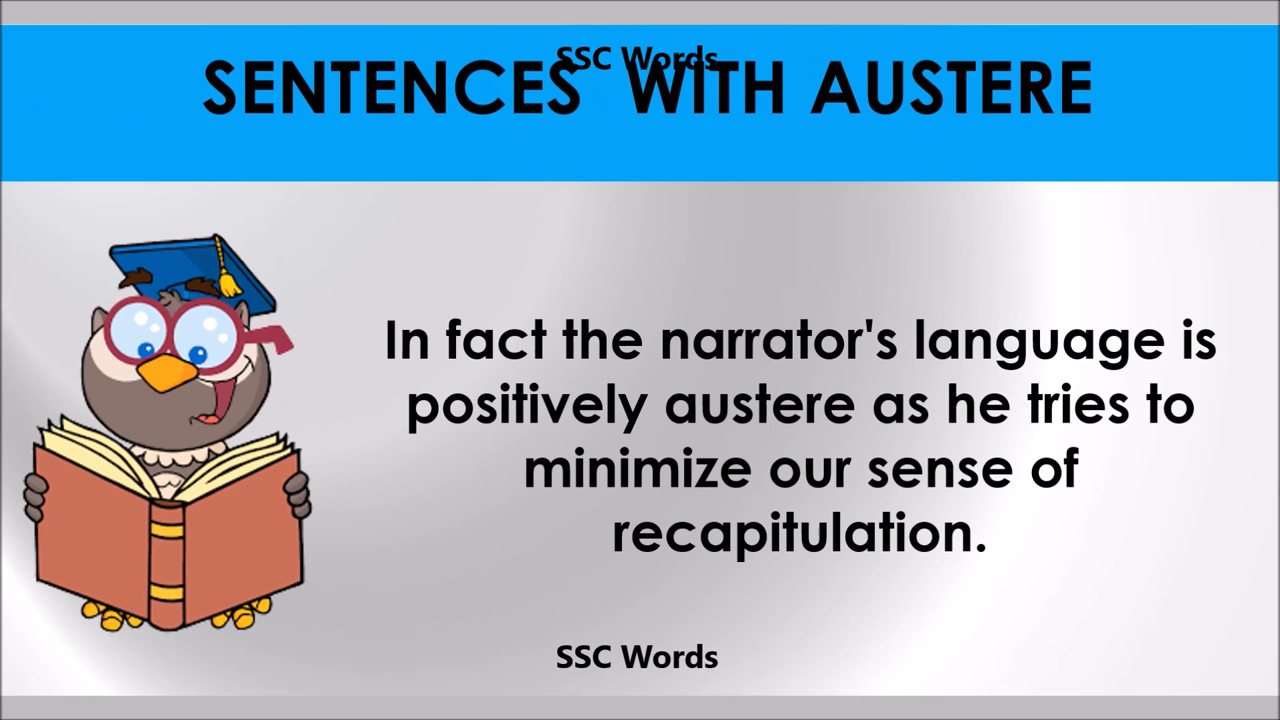 SSC Words
SENTENCES WITH AUSTERE
In fact the narrator's language is
positively austere as he tries to
minimize our sense of
recapitulation.
SSC Words